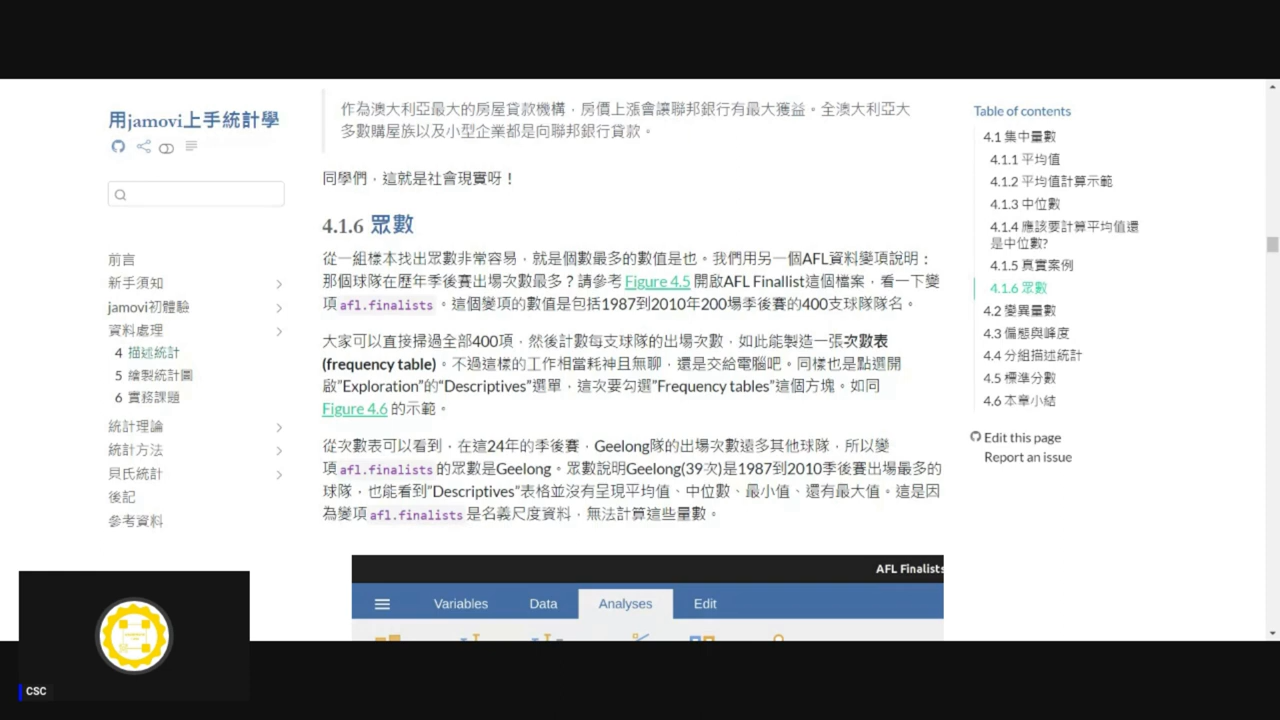 用jamovi上手統計學
前言
新手須知
jamovi初體驗
資料處理
4 描述統計
5 繪製統計圖
6 實務課題
統計理論
統計方法
貝氏統計
後記
參考資料
作為澳大利亞最大的房屋貸款機構，房價上漲會讓聯邦銀行有最大獲益。全澳大利亞大
多數購屋族以及小型企業都是向聯邦銀行貸款。
同學們，這就是社會現實呀！
4.1.6 眾數
從一組樣本找出眾數非常容易，就是個數最多的數值是也。我們用另一個AFL資料變項說明：
那個球隊在歷年季後賽出場次數最多？請參考 Figure 4.5 開啟AFL Finallist這個檔案，看一下變
項 afl.finalists 。這個變項的數值是包括1987到2010年200場季後賽的400支球隊隊名。
大家可以直接掃過全部400項，然後計數每支球隊的出場次數，如此能製造一張次數表
(frequency table)。不過這樣的工作相當耗神且無聊，還是交給電腦吧。同樣也是點選開
啟"Exploration"的"Descriptives"選單，這次要勾選"Frequency tables"這個方塊。如同
Figure 4.6 的示範。
從次數表可以看到，在這24年的季後賽，Geelong隊的出場次數遠多其他球隊，所以變
項 afl.finalists 的眾數是Geelong。眾數說明Geelong(39次)是1987到2010季後賽出場最多的
球隊，也能看到"Descriptives"表格並沒有呈現平均值、中位數、最小值、還有最大值。這是因
為變項 afl.finalists 是名義尺度資料，無法計算這些量數。
AFL Finalists
Variables Data Analyses Edit
Table of contents
4.1 集中量數
4.1.1 平均值
4.1.2 平均值計算示範
4.1.3 中位數
4.1.4 應該要計算平均值還
是中位數?
4.1.5 真實案例
4.1.6 眾數
4.2 變異量數
4.3 偏態與峰度
4.4 分組描述統計
4.5 標準分數
4.6 本章小結
Edit this page
Report an issue
CSC